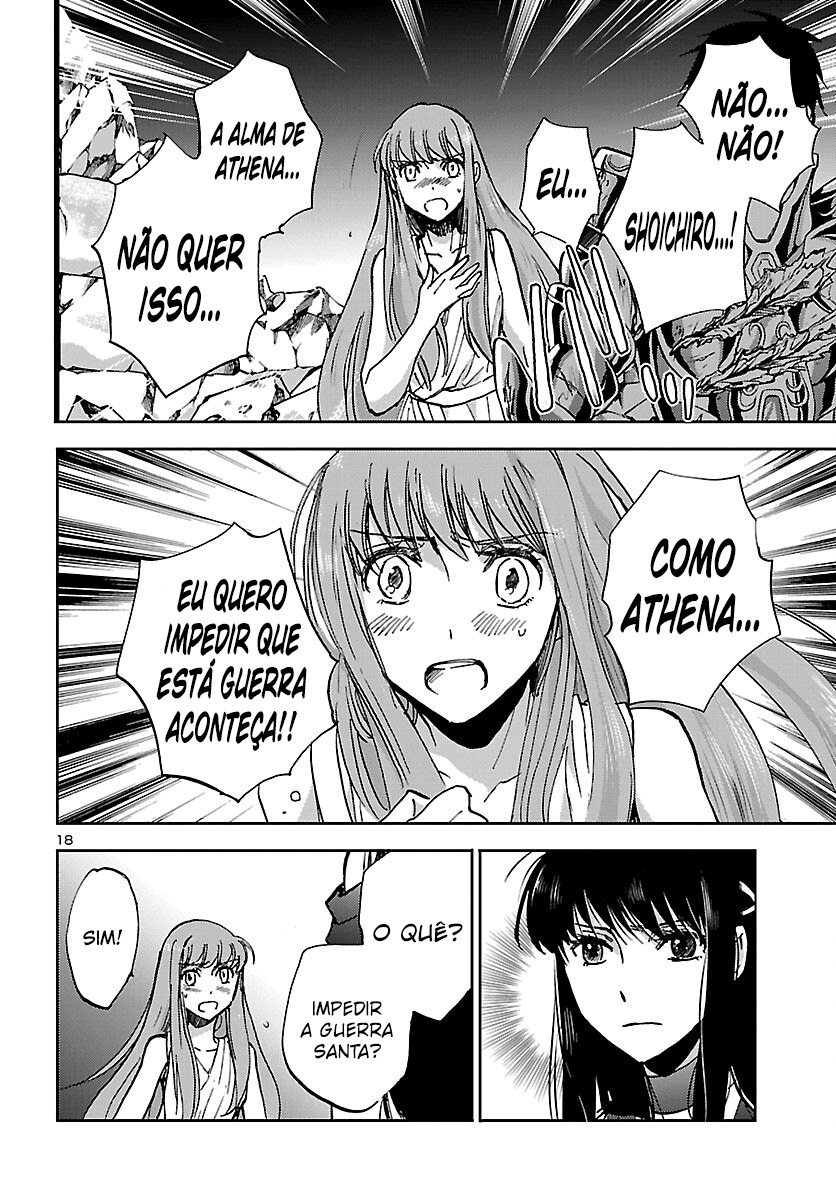 NÃO...
NÃO!
SHOICHIRO...!
EU...
A ALMA DE
ATHENA...
NÃO QUER
ISSO...
COMO
ATHENA...
EU QUERO
IMPEDIR QUE
ESTÁ GUERRA
ACONTEÇA!!
18
O QUÊ?
IMPEDIR
A GUERRA
SANTA?
SIM!